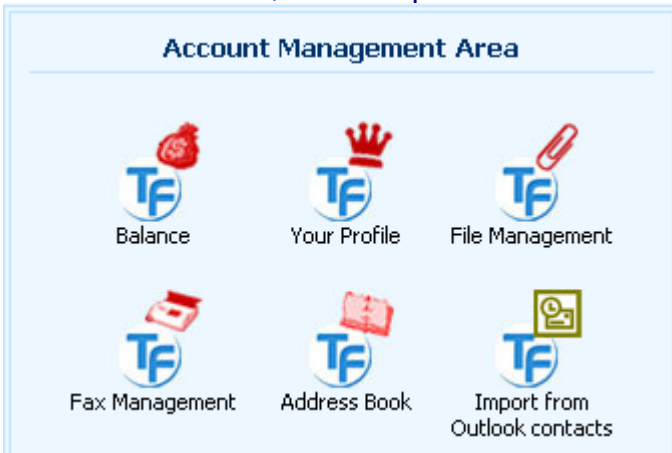 Account Management Area
TF TF TF
Balance Your Profile File Management
TF TF TF
Fax Management Address Book Import from
Outlook contacts